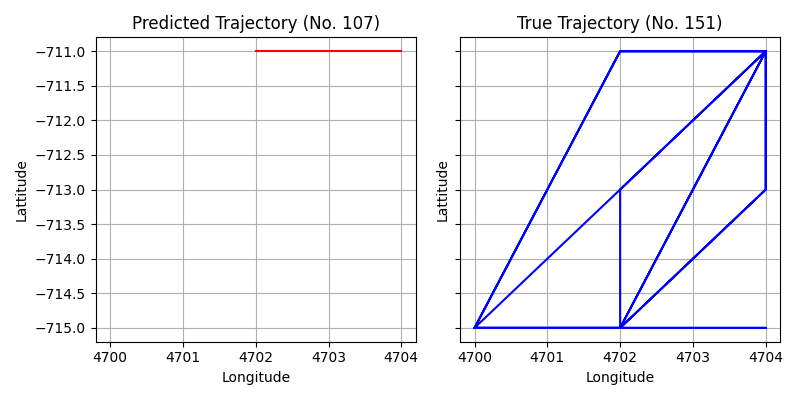 Predicted Trajectory (No. 107)
True Trajectory (No. 151)
−711.0
−711.5
−712.0
−712.5
−713.0
−713.5
−714.0
−714.5
−715.0
Lattitude
Lattitude
4700 4701 4702 4703 4704
4700 4701 4702 4703 4704
Longitude
Longitude